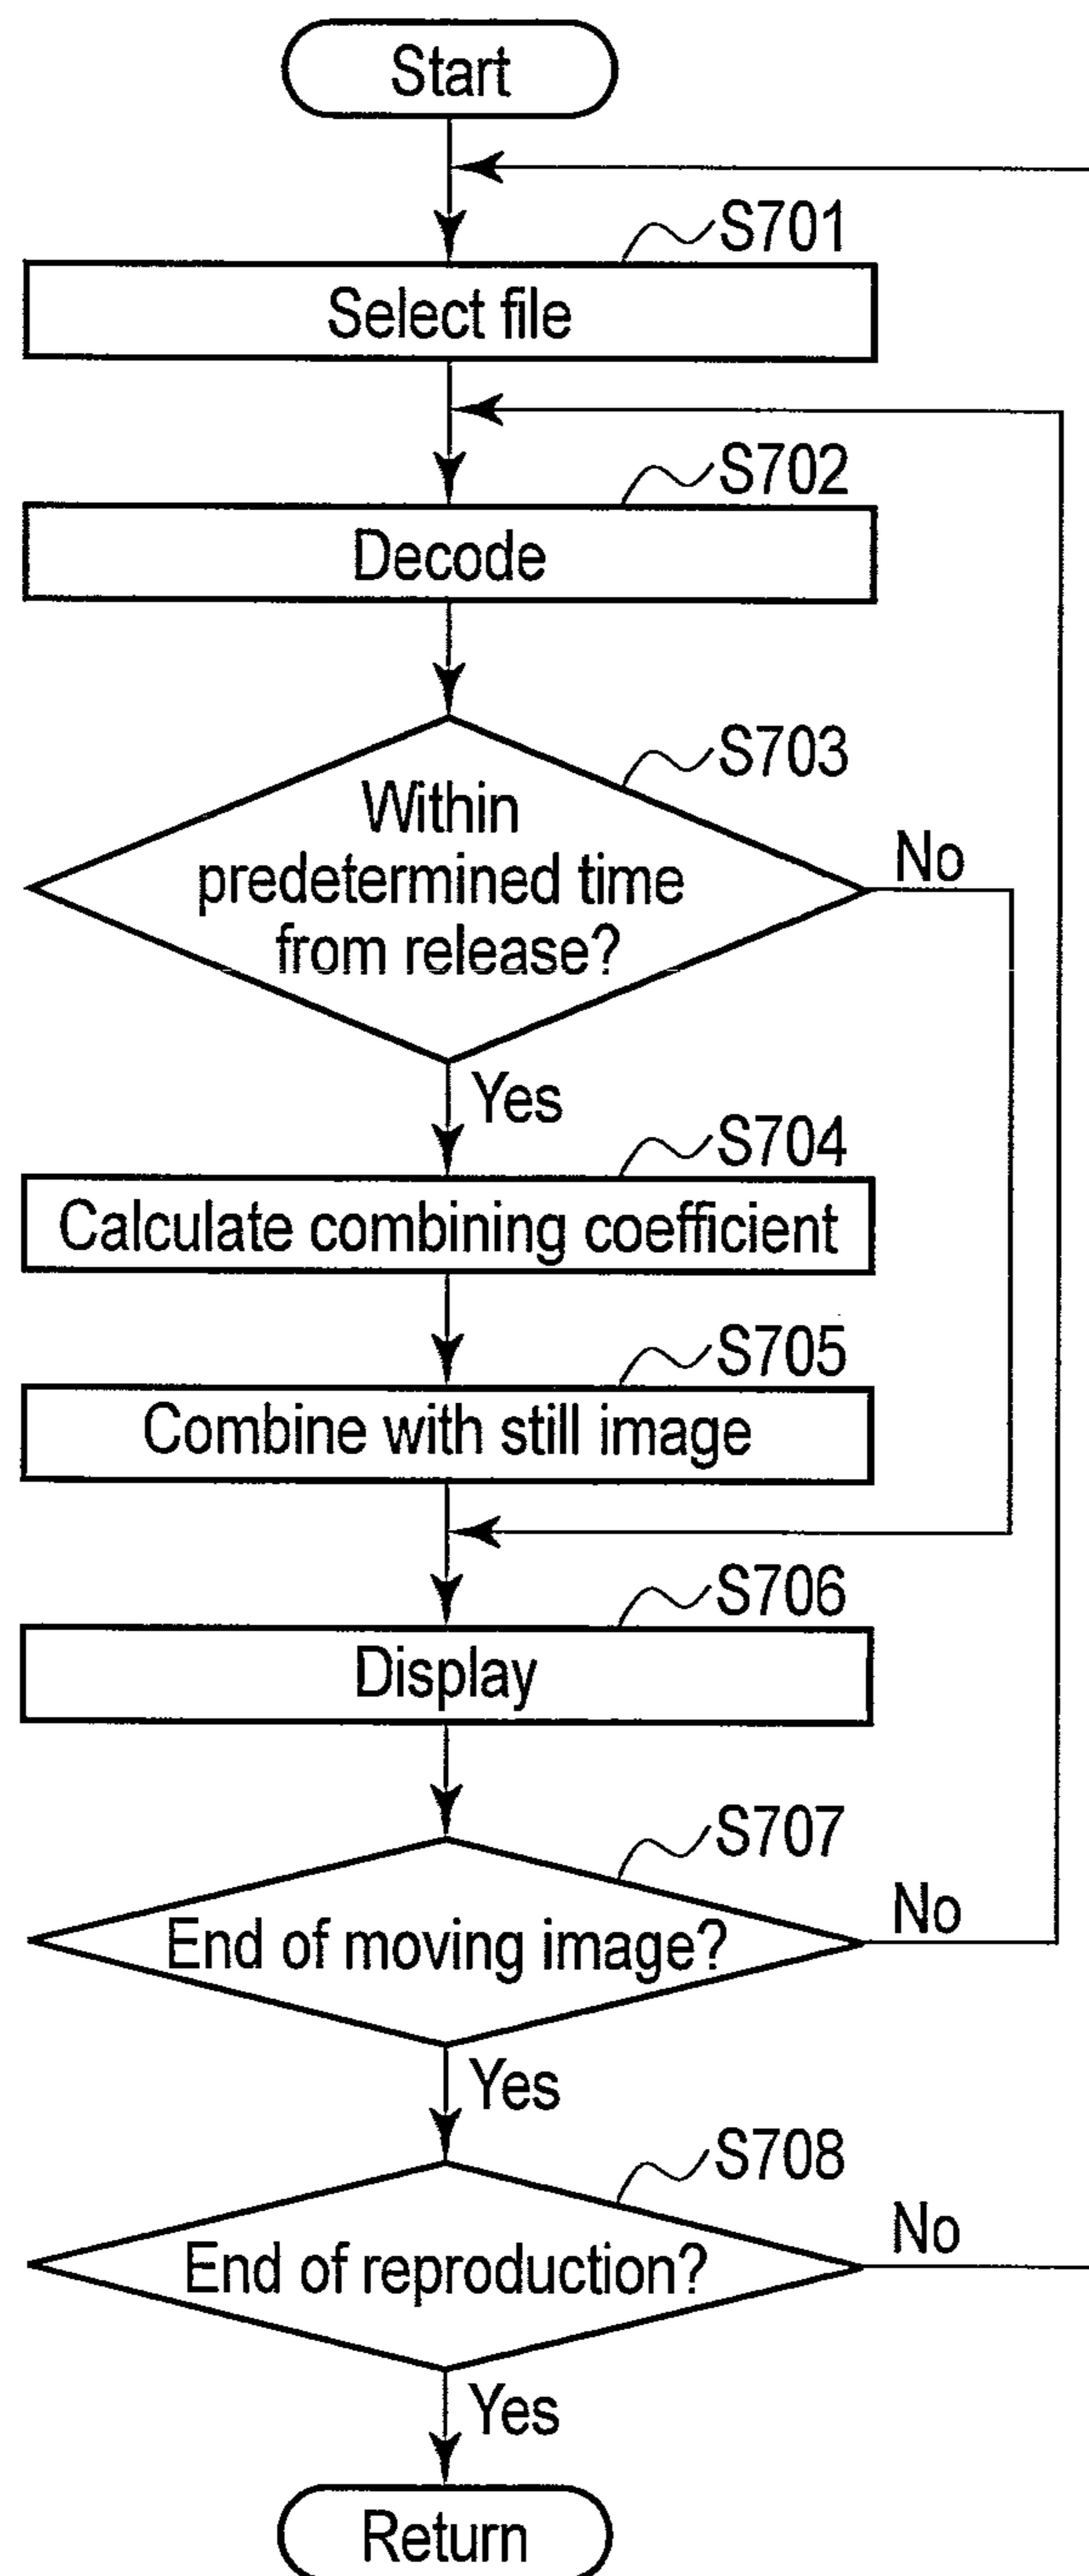 Start
S701
Select file
S702
Decode
S703
Within
predetermined time
from release?
No
Yes
S704
Calculate combining coefficient
S705
Combine with still image
S706
Display
S707
End of moving image?
No
Yes
S708
End of reproduction?
No
Yes
Return